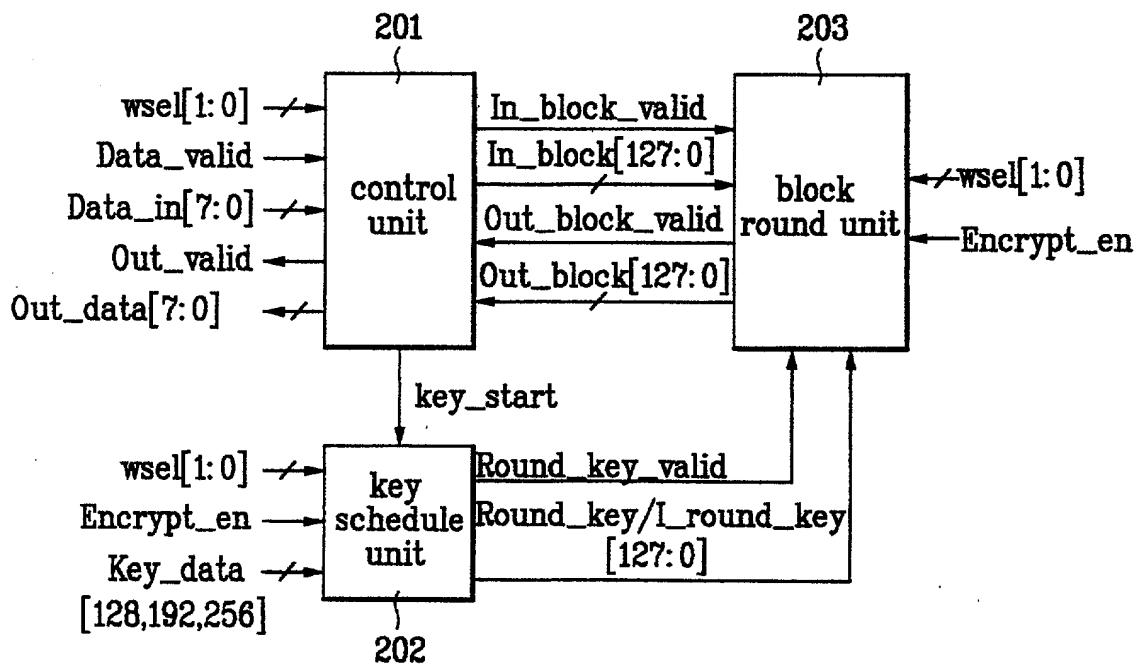 201
203
wsel[1:0]
Data_valid
Data_in[7:0]
Out_valid
Out_data[7:0]
control
unit
In_block_valid
In_block[127:0]
Out_block_valid
Out_block[127:0]
block
round unit
wsel[1:0]
Encrypt_en
key_start
wsel[1:0]
Encrypt_en
Key_data
[128,192,256]
key
schedule
unit
Round_key_valid
Round_key/I_round_key
[127:0]
202